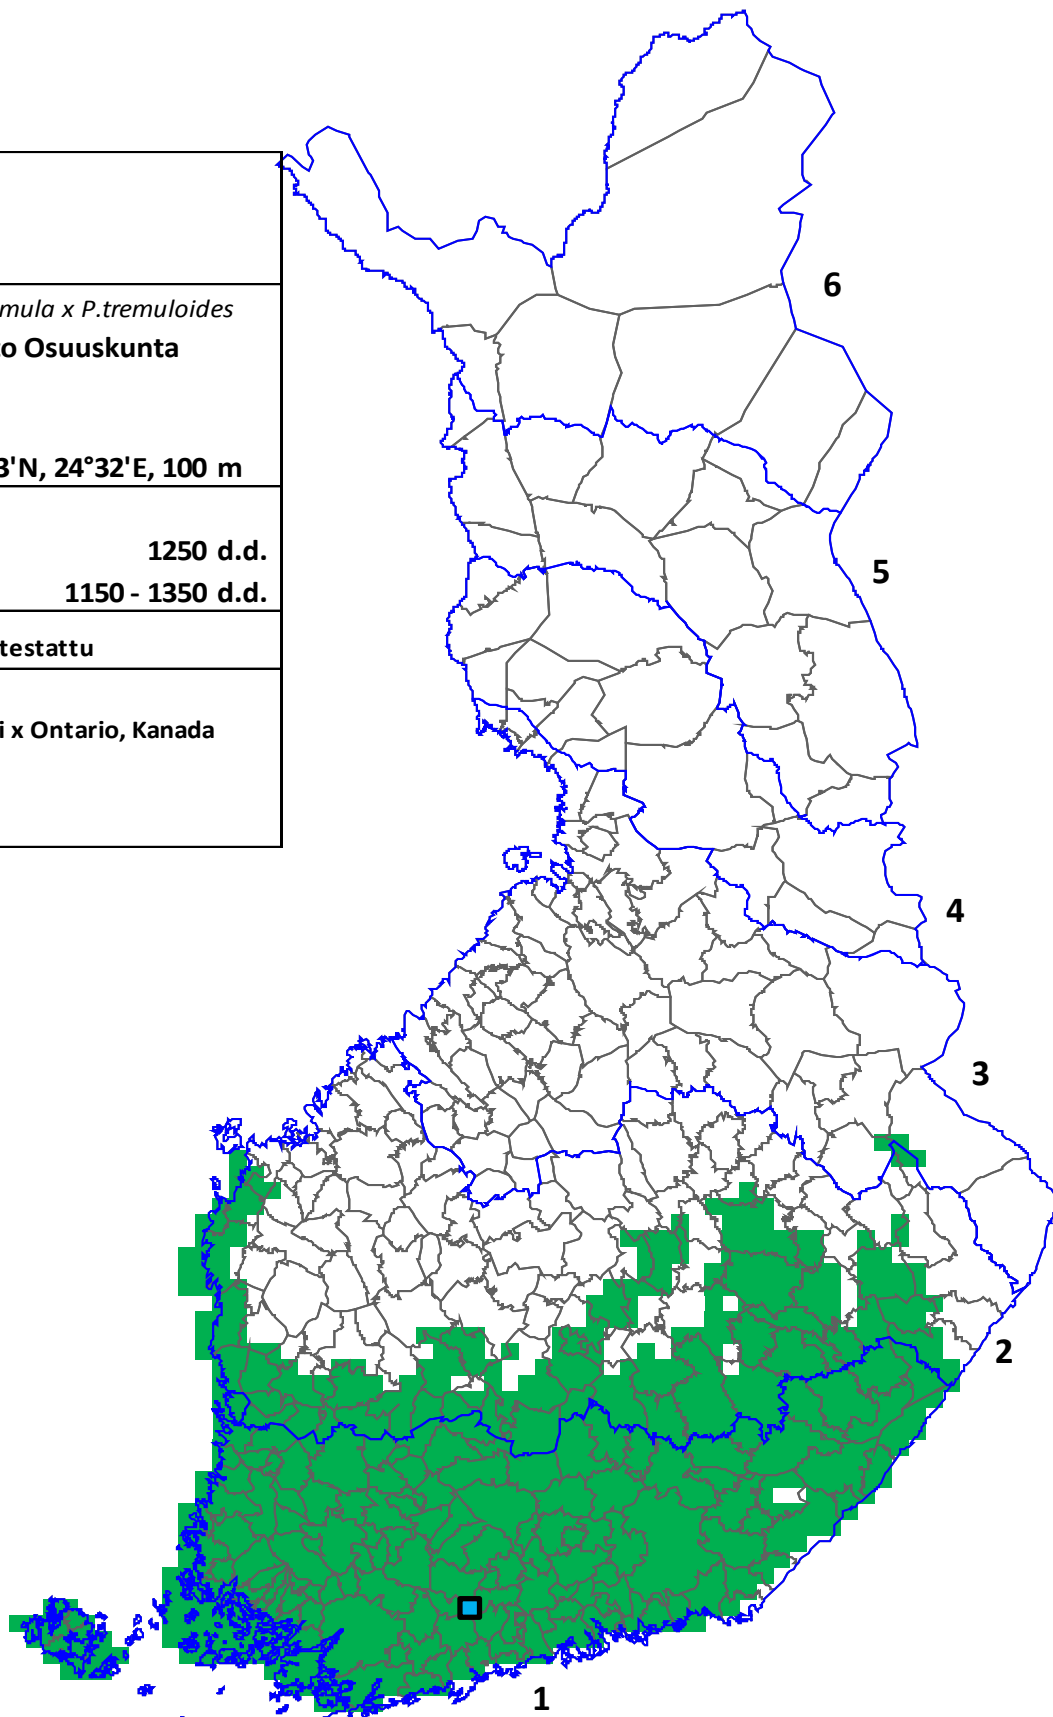 mula x P.tremuloides
to Osuuskunta
3'N, 24°32'E, 100 m
1250 d.d.
1150 - 1350 d.d.
testattu
i x Ontario, Kanada
6
5
4
3
2
1